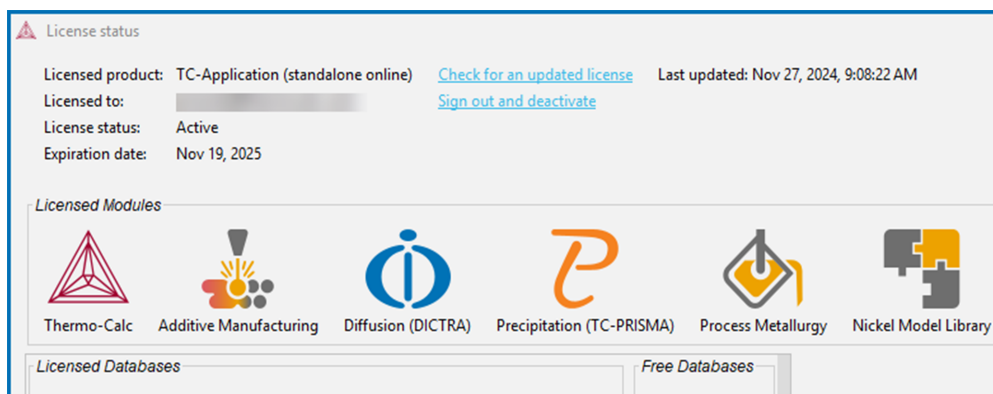 License status
Licensed product: TC-Application (standalone online) Check for an updated license Last updated: Nov 27, 2024, 9:08:22 AM
Licensed to: Sign out and deactivate
License status: Active
Expiration date: Nov 19, 2025
Licensed Modules
Thermo-Calc Additive Manufacturing Diffusion (DICTRA) Precipitation (TC-PRISMA) Process Metallurgy Nickel Model Library
Licensed Databases Free Databases